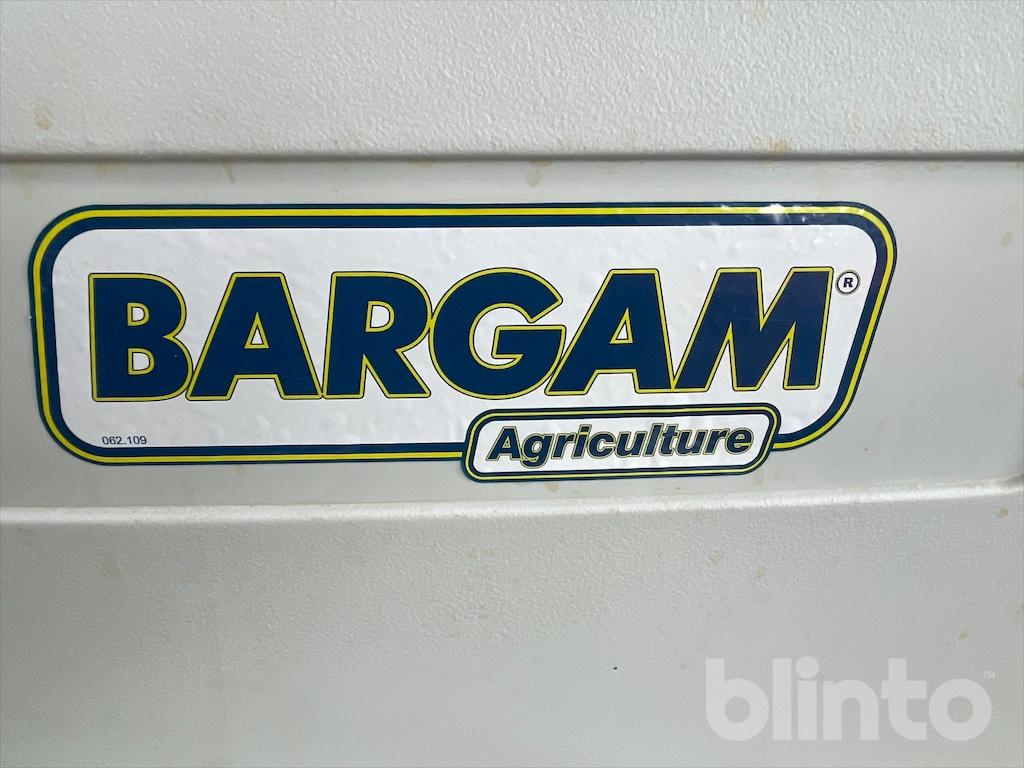 BARGAM®
062.109
Agriculture
blinto™